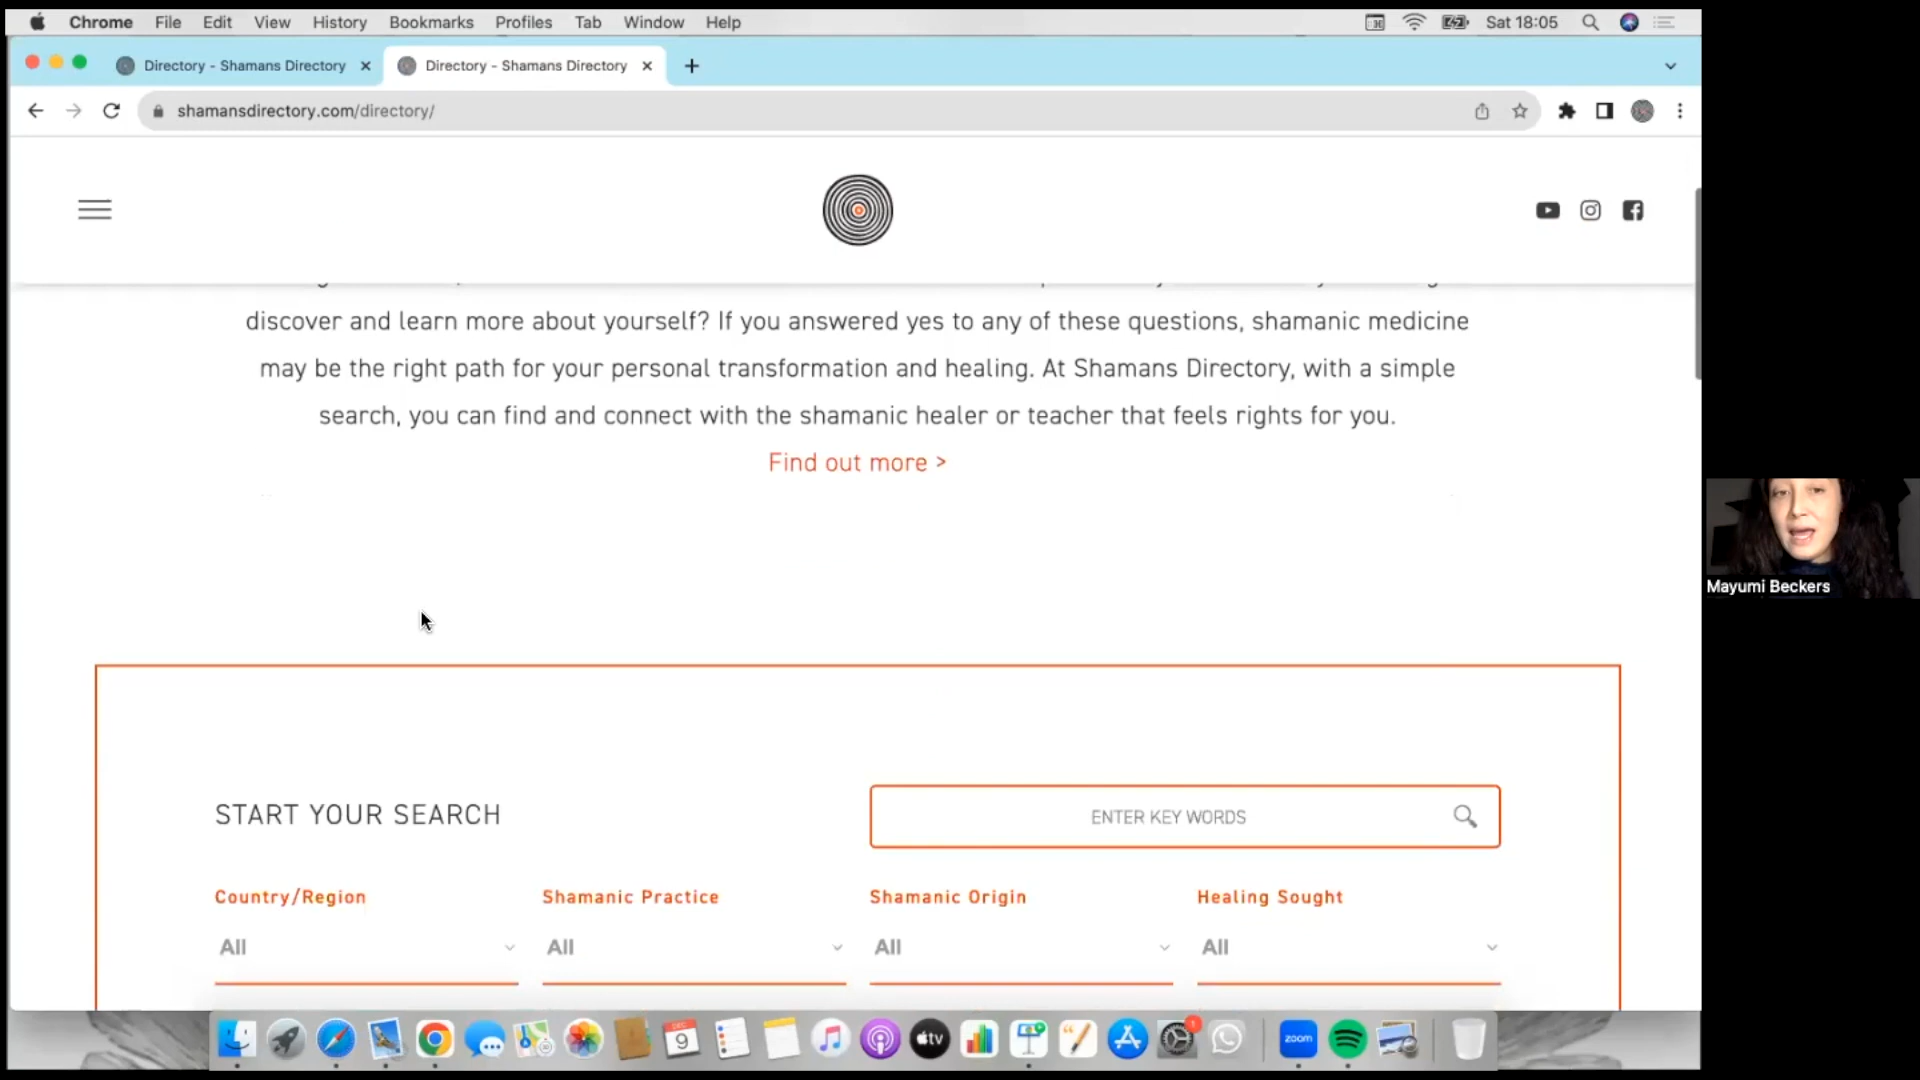 Chrome File Edit View History Bookmarks Profiles Tab Window Help Sat 18:05
Directory - Shamans Directory Directory - Shamans Directory
shamansdirectory.com/directory/
discover and learn more about yourself? If you answered yes to any of these questions, shamanic medicine
may be the right path for your personal transformation and healing. At Shamans Directory, with a simple
search, you can find and connect with the shamanic healer or teacher that feels rights for you.
Find out more >
Mayumi Beckers
START YOUR SEARCH ENTER KEY WORDS
Country/Region Shamanic Practice Shamanic Origin Healing Sought
All All All All
DEC
9
tv
1
zoom